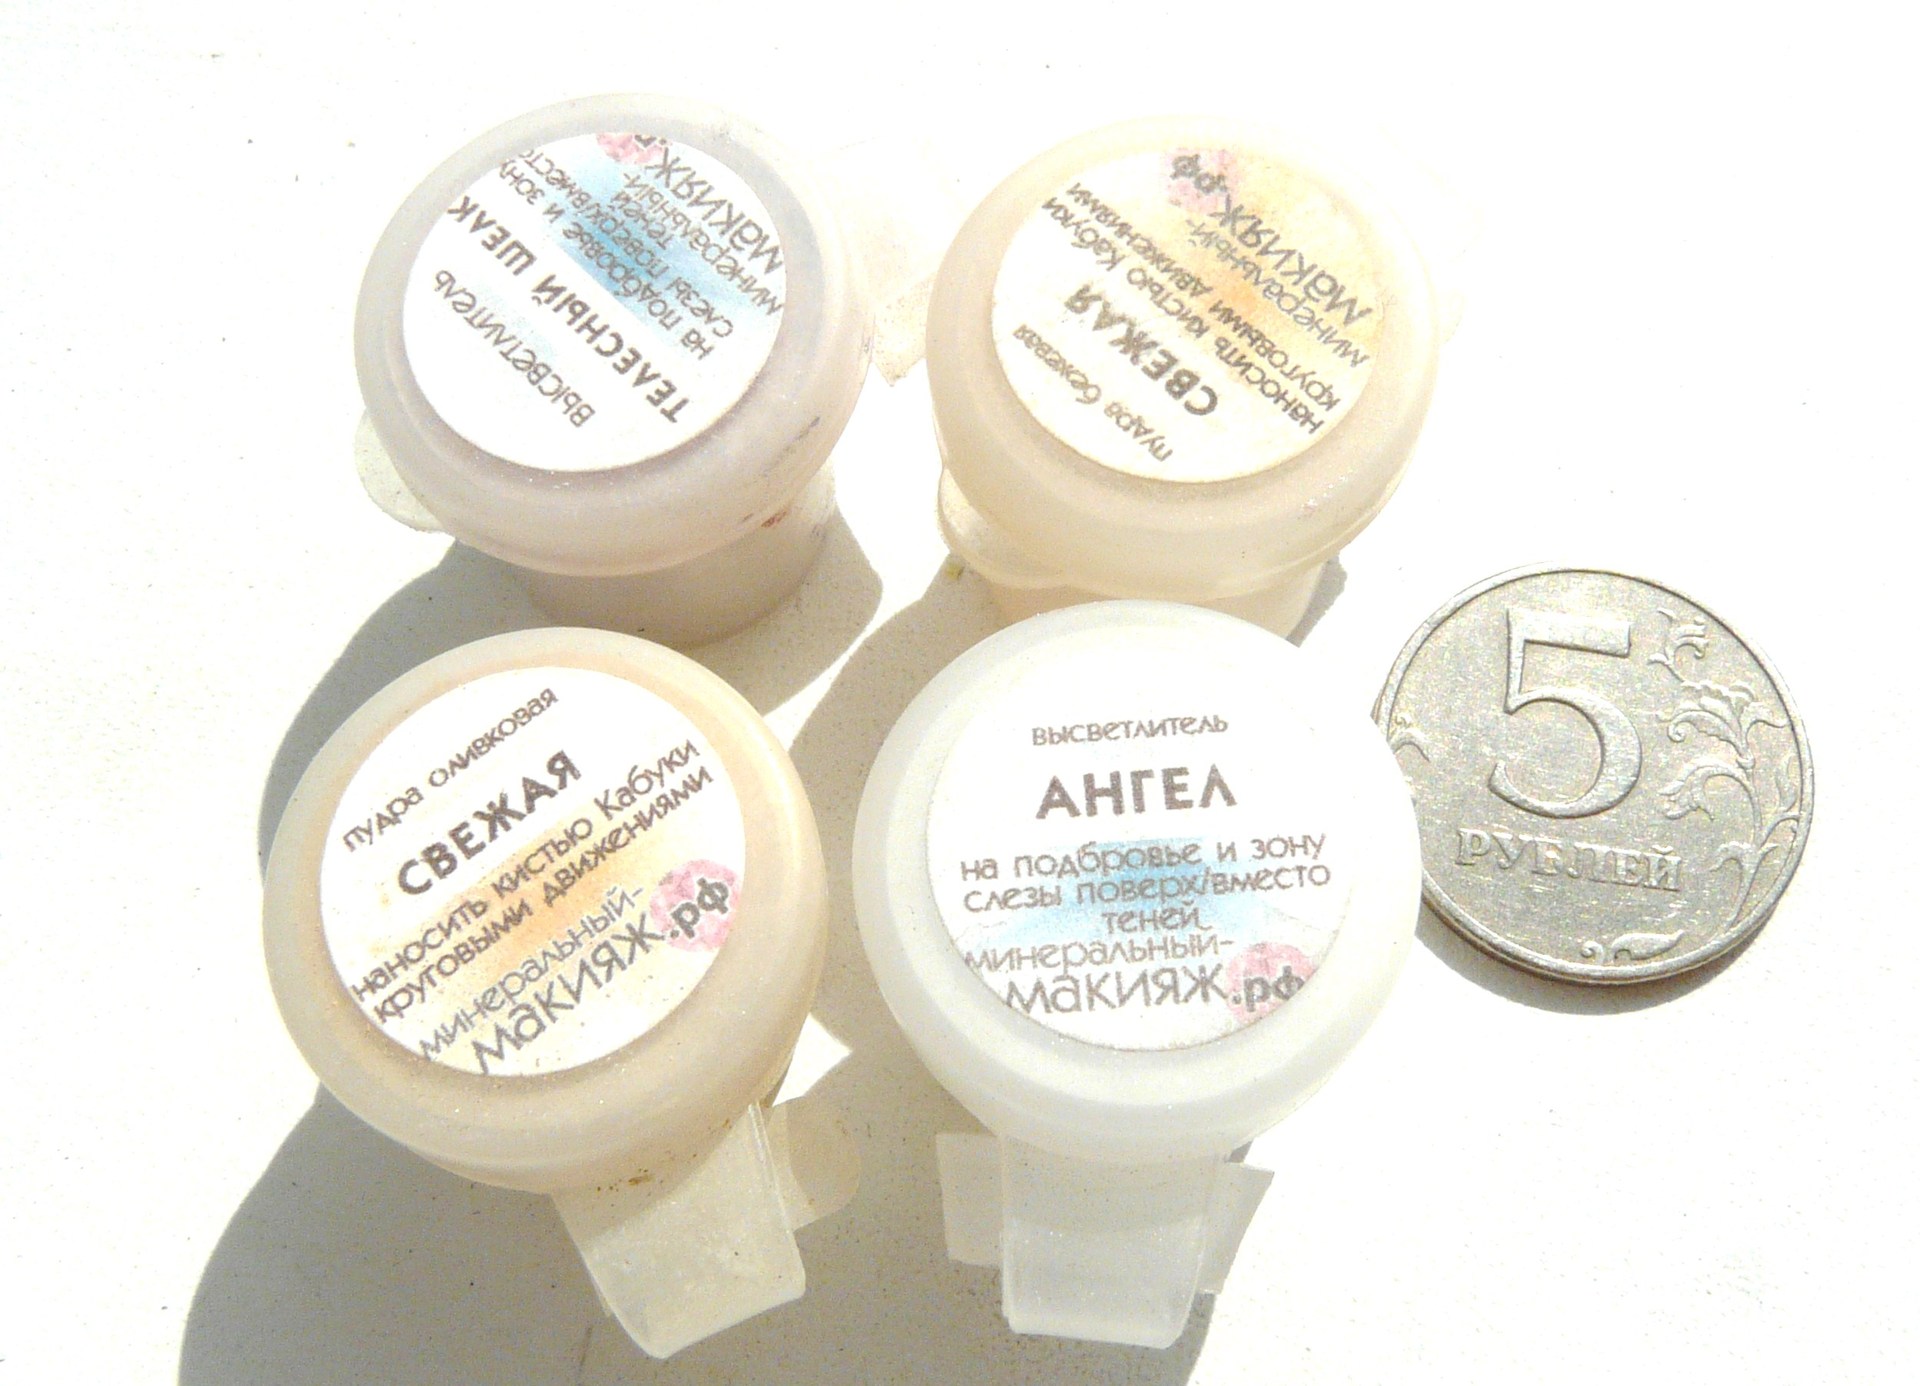 высветлитель
ТЕЛЕСНЫЙ ШЕЛК
на подбровье и зону
слезы поверх/вместо
теней
минеральный-
макияж.р
пудра бежевая
СВЕЖАЯ
наносить кистью Кабуки
круговыми движениями
минеральный-
макияж.рф
пудра оливковая
СВЕЖАЯ
наносить кистью Кабуки
круговыми движениями
минеральный-
макияж.рф
высветлитель
АНГЕЛ
на подбровье и зону
слезы поверх/вместо
теней
минеральный-
макияж.рф
5
РУБЛЕЙ